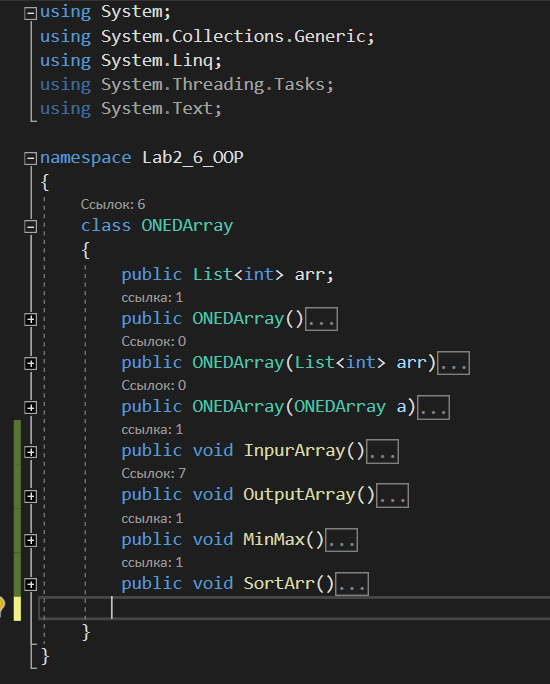 using System;
using System.Collections.Generic;
using System.Linq;
using System.Threading.Tasks;
using System.Text;
namespace Lab2_6_OOP
{
Ссылок: 6
class ONEDArray
{
public List<int> arr;
ссылка: 1
public ONEDArray()...
Ссылок: 0
public ONEDArray(List<int> arr)...
Ссылок: 0
public ONEDArray(ONEDArray a)...
ссылка: 1
public void InpurArray()...
Ссылок: 7
public void OutputArray()...
ссылка: 1
public void MinMax()...
ссылка: 1
public void SortArr()...
}
}